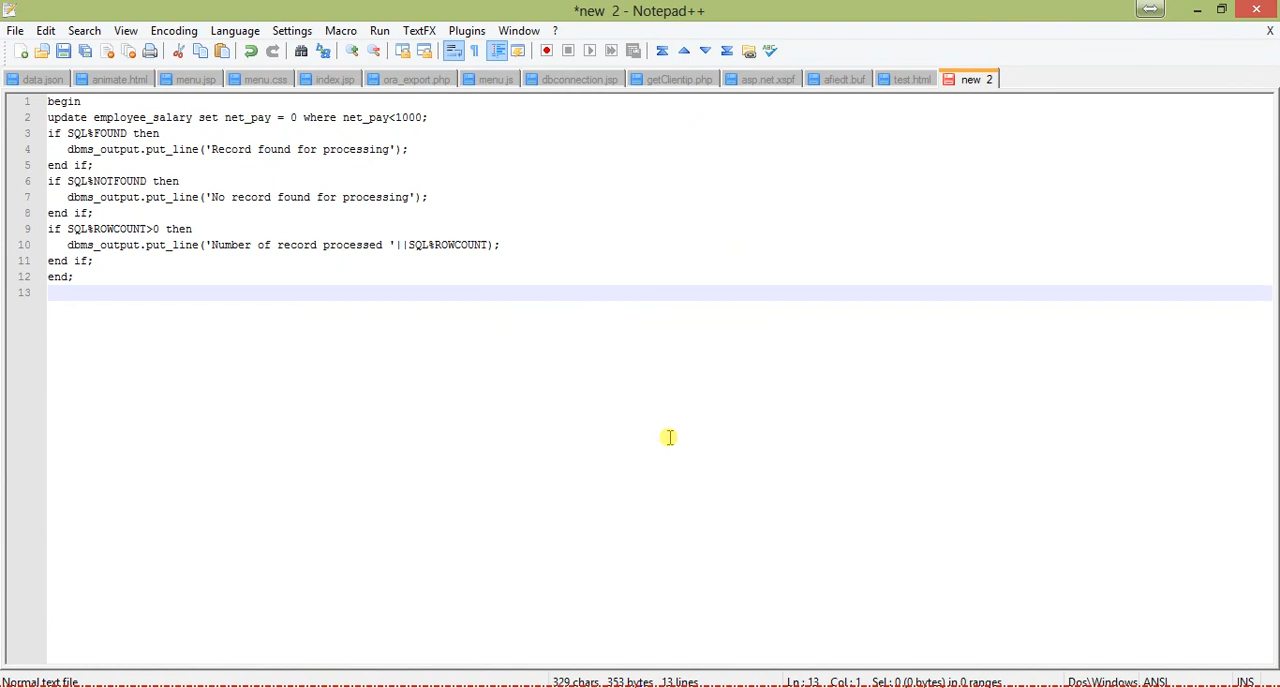 *new 2 - Notepad++
File Edit Search View Encoding Language Settings Macro Run TextFX Plugins Window ? X
data.json animate.html menu.jsp menu.css index.jsp ora_export.php menu.js dbconnection.jsp getClientip.php asp.net.xspf afiedt.buf test.html new 2
1 begin
2 update employee_salary set net_pay = 0 where net_pay<1000;
3 if SQL%FOUND then
4 dbms_output.put_line('Record found for processing');
5 end if;
6 if SQL%NOTFOUND then
7 dbms_output.put_line('No record found for processing');
8 end if;
9 if SQL%ROWCOUNT>0 then
10 dbms_output.put_line('Number of record processed '||SQL%ROWCOUNT);
11 end if;
12 end;
13
Normal text file 329 chars 353 bytes 13 lines Ln : 13 Col : 1 Sel : 0 (0 bytes) in 0 ranges Dos\Windows ANSI INS